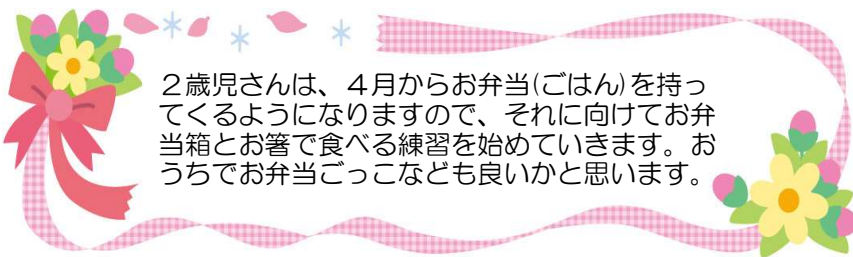 ２歳児さんは、４月からお弁当(ごはん)を持っ
てくるようになりますので、それに向けてお弁
当箱とお箸で食べる練習を始めていきます。お
うちでお弁当ごっこなども良いかと思います。